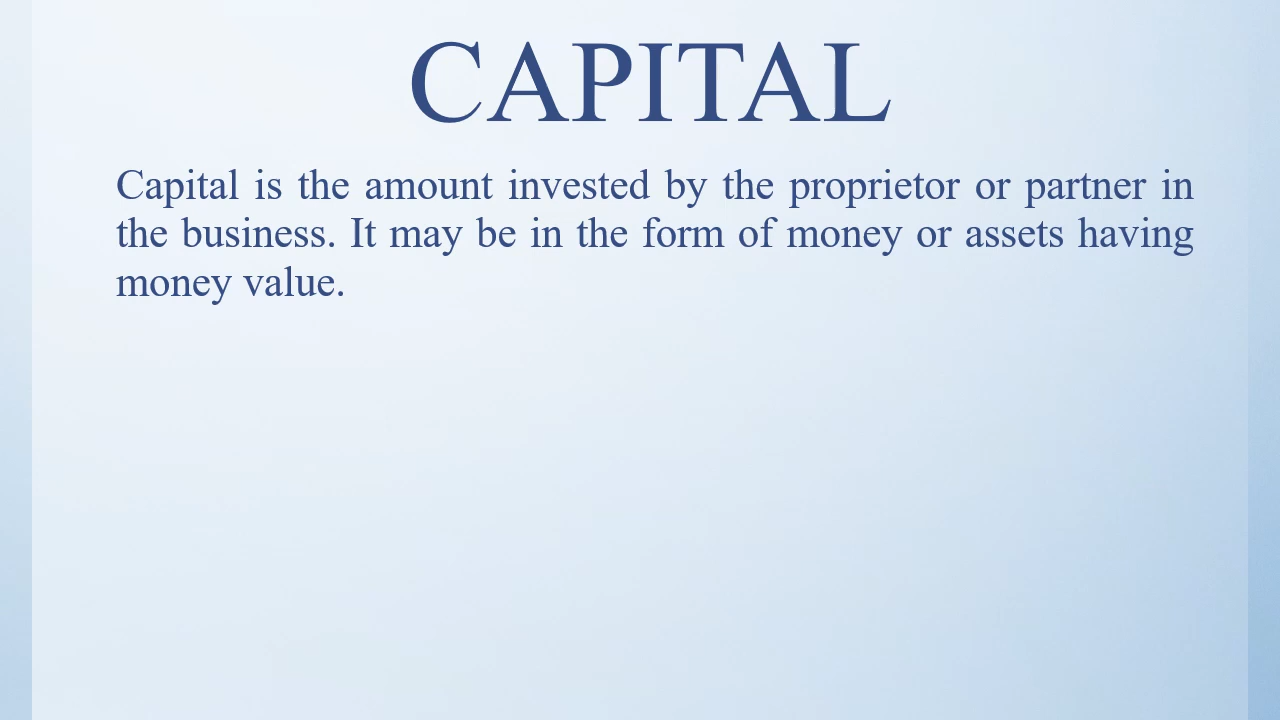 CAPITAL
Capital is the amount invested by the proprietor or partner in
the business. It may be in the form of money or assets having
money value.